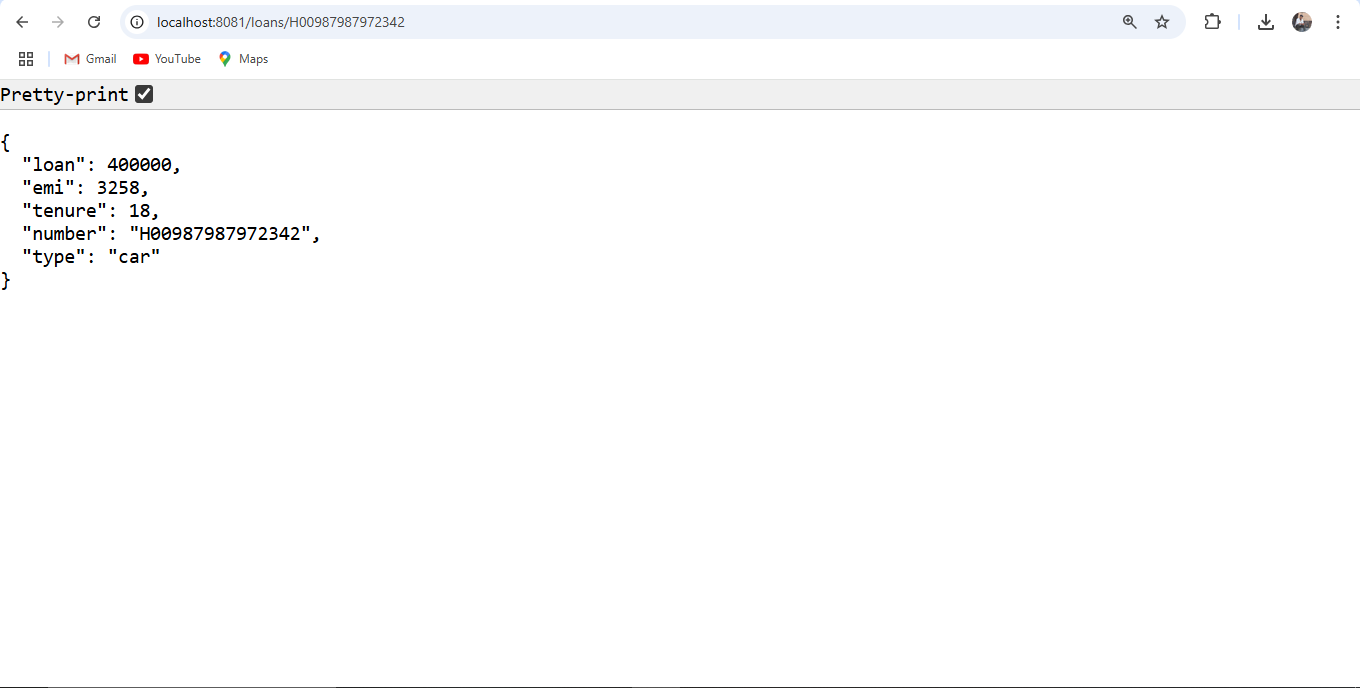 localhost:8081/loans/H00987987972342
Gmail YouTube Maps
Pretty-print
{
  "loan": 400000,
  "emi": 3258,
  "tenure": 18,
  "number": "H00987987972342",
  "type": "car"
}